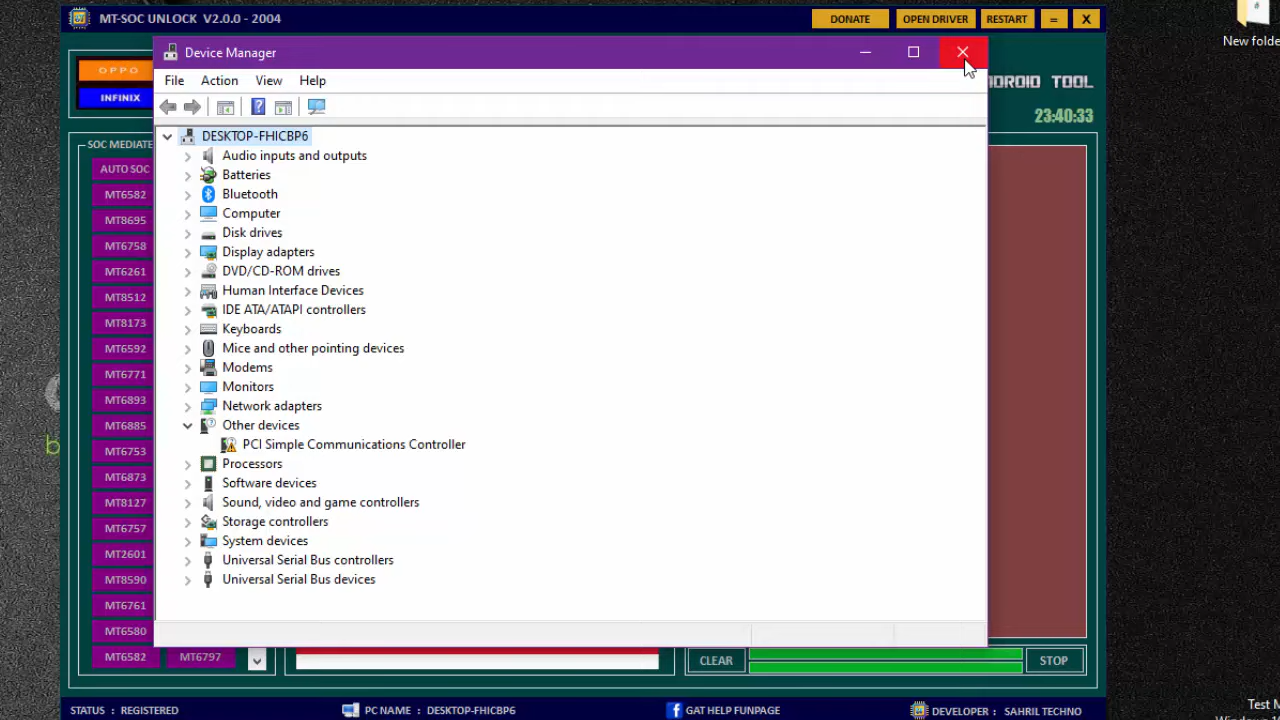 MT-SOC UNLOCK V2.0.0 - 2004
DONATE
OPEN DRIVER
RESTART
=
X
New folde
Device Manager
File Action View Help
OPPO
INFINIX
DROID TOOL
23:40:33
SOC MEDIATE
AUTO SOC
MT6582
MT8695
MT6758
MT6261
MT8512
MT8173
MT6592
MT6771
MT6893
MT6885
MT6753
MT6873
MT8127
MT6757
MT2601
MT8590
MT6761
MT6580
MT6582 MT6797
DESKTOP-FHICBP6
Audio inputs and outputs
Batteries
Bluetooth
Computer
Disk drives
Display adapters
DVD/CD-ROM drives
Human Interface Devices
IDE ATA/ATAPI controllers
Keyboards
Mice and other pointing devices
Modems
Monitors
Network adapters
Other devices
PCI Simple Communications Controller
Processors
Software devices
Sound, video and game controllers
Storage controllers
System devices
Universal Serial Bus controllers
Universal Serial Bus devices
CLEAR
STOP
STATUS : REGISTERED
PC NAME : DESKTOP-FHICBP6
GAT HELP FUNPAGE
DEVELOPER : SAHRIL TECHNO
Test M